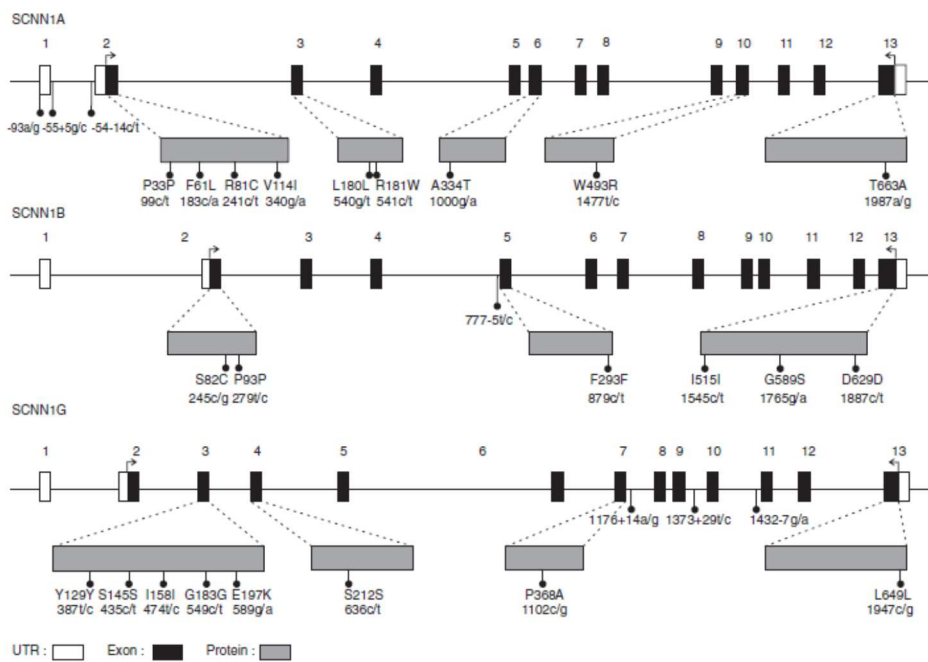 SCNN1A
1 2 3 4 5 6 7 8 9 10 11 12 13
-93a/g -55+5g/c -54-14c/t
P33P F61L R81C V114I L180L R181W A334T W493R T663A
99c/t 183c/a 241c/t 340g/a 540g/t 541c/t 1000g/a 1477t/c 1987a/g
SCNN1B
1 2 3 4 5 6 7 8 9 10 11 12 13
777-5t/c
S82C P93P F293F I515I G589S D629D
245c/g 279t/c 879c/t 1545c/t 1765g/a 1887c/t
SCNN1G
1 2 3 4 5 6 7 8 9 10 11 12 13
1176+14a/g 1373+29t/c 1432-7g/a
Y129Y S145S I158I G183G E197K S212S P368A L649L
387t/c 435c/t 474t/c 549c/t 589g/a 636c/t 1102c/g 1947c/g
UTR : Exon : Protein :